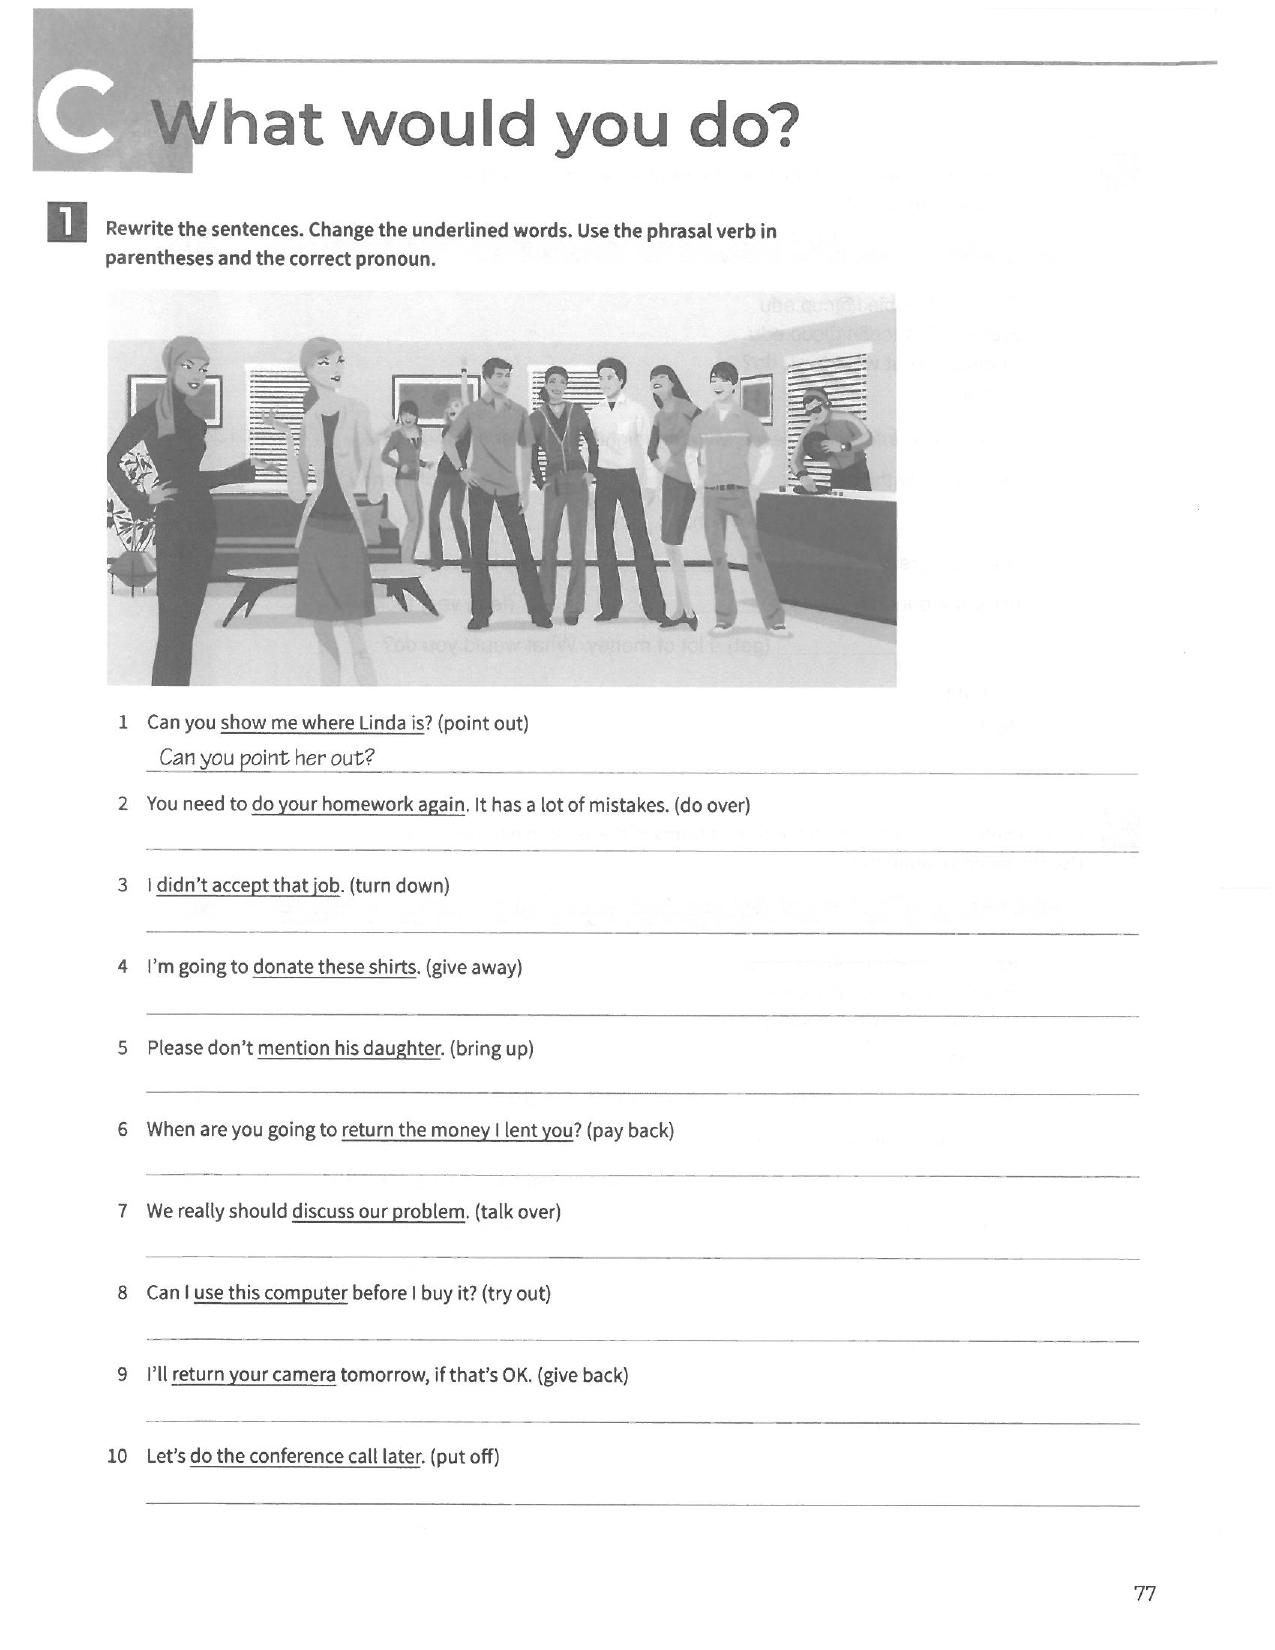 C What would you do?
1 Rewrite the sentences. Change the underlined words. Use the phrasal verb in
parentheses and the correct pronoun.
1 Can you show me where Linda is? (point out)
Can you point her out?
2 You need to do your homework again. It has a lot of mistakes. (do over)
3 I didn't accept that job. (turn down)
4 I'm going to donate these shirts. (give away)
5 Please don't mention his daughter. (bring up)
6 When are you going to return the money I lent you? (pay back)
7 We really should discuss our problem. (talk over)
8 Can I use this computer before I buy it? (try out)
9 I'll return your camera tomorrow, if that's OK. (give back)
10 Let's do the conference call later. (put off)
77